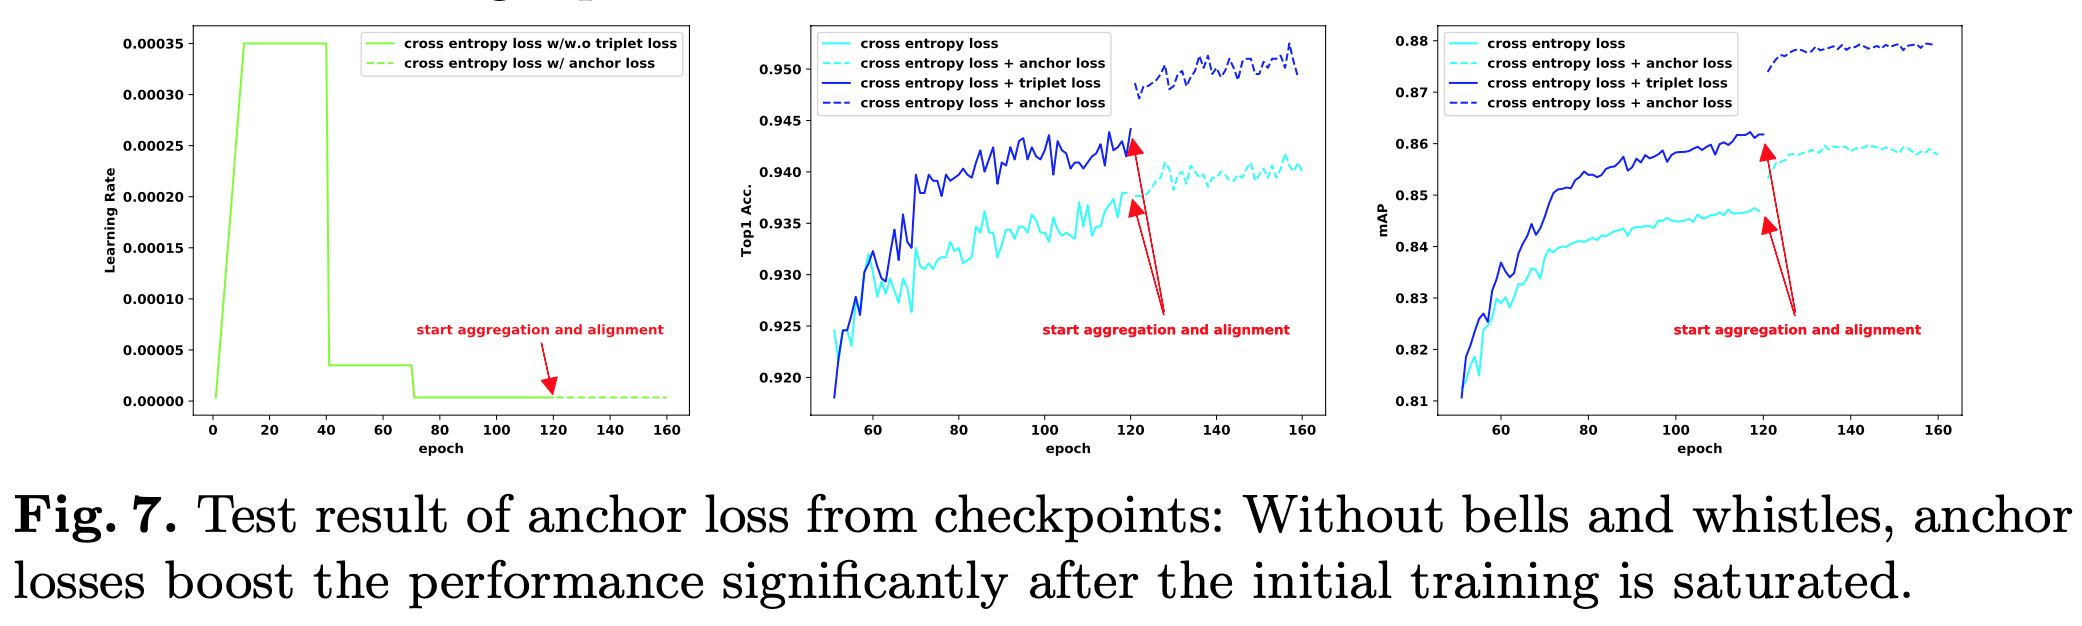 0.00035
0.00030
0.00025
0.00020
0.00015
0.00010
0.00005
0.00000
Learning Rate
cross entropy loss w/w.o triplet loss
cross entropy loss w/ anchor loss
start aggregation and alignment
0 20 40 60 80 100 120 140 160
epoch
0.950
0.945
0.940
0.935
0.930
0.925
0.920
Top1 Acc.
cross entropy loss
cross entropy loss + anchor loss
cross entropy loss + triplet loss
cross entropy loss + anchor loss
start aggregation and alignment
60 80 100 120 140 160
epoch
0.88
0.87
0.86
0.85
0.84
0.83
0.82
0.81
mAP
cross entropy loss
cross entropy loss + anchor loss
cross entropy loss + triplet loss
cross entropy loss + anchor loss
start aggregation and alignment
60 80 100 120 140 160
epoch
Fig. 7. Test result of anchor loss from checkpoints: Without bells and whistles, anchor
losses boost the performance significantly after the initial training is saturated.